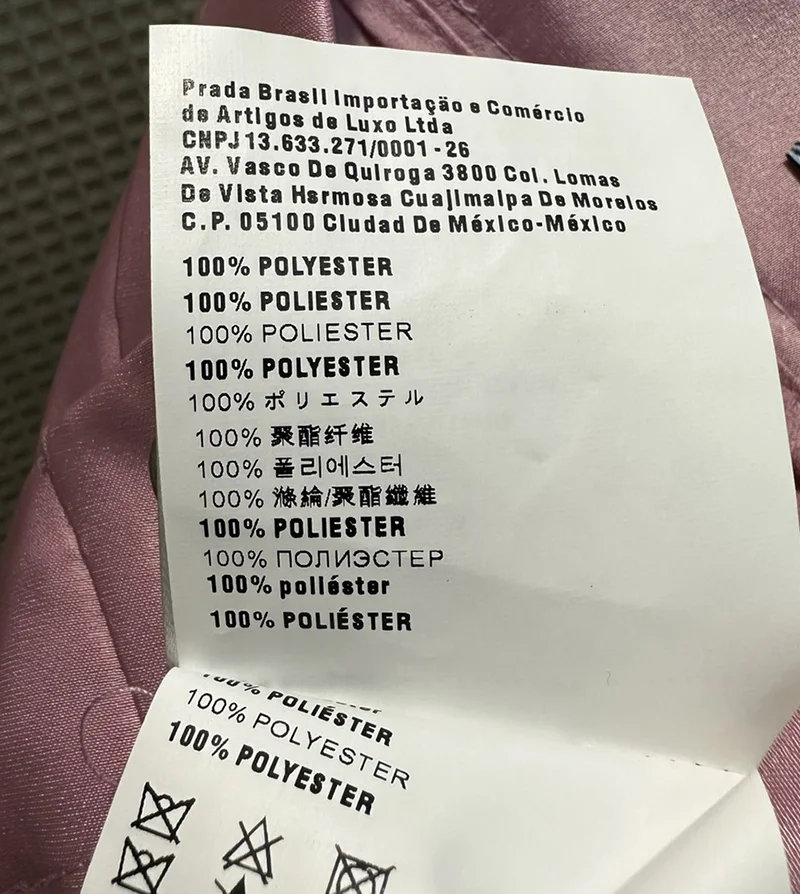 Prada Brasil Importação e Comércio
de Artigos de Luxo Ltda
CNPJ 13.633.271/0001-26
AV. Vasco De Quiroga 3800 Col. Lomas
De Vista Hsrmosa Cuajimalpa De Morelos
C.P. 05100 Ciudad De México-México
100% POLYESTER
100% POLIESTER
100% POLIESTER
100% POLYESTER
100% ポリエステル
100% 聚酯纤维
100% 폴리에스터
100% 滌綸/聚酯纖維
100% POLIESTER
100% ПОЛИЭСТЕР
100% poliéster
100% POLIÉSTER
100% POLIÉSTER
100% POLYESTER
100% POLYESTER